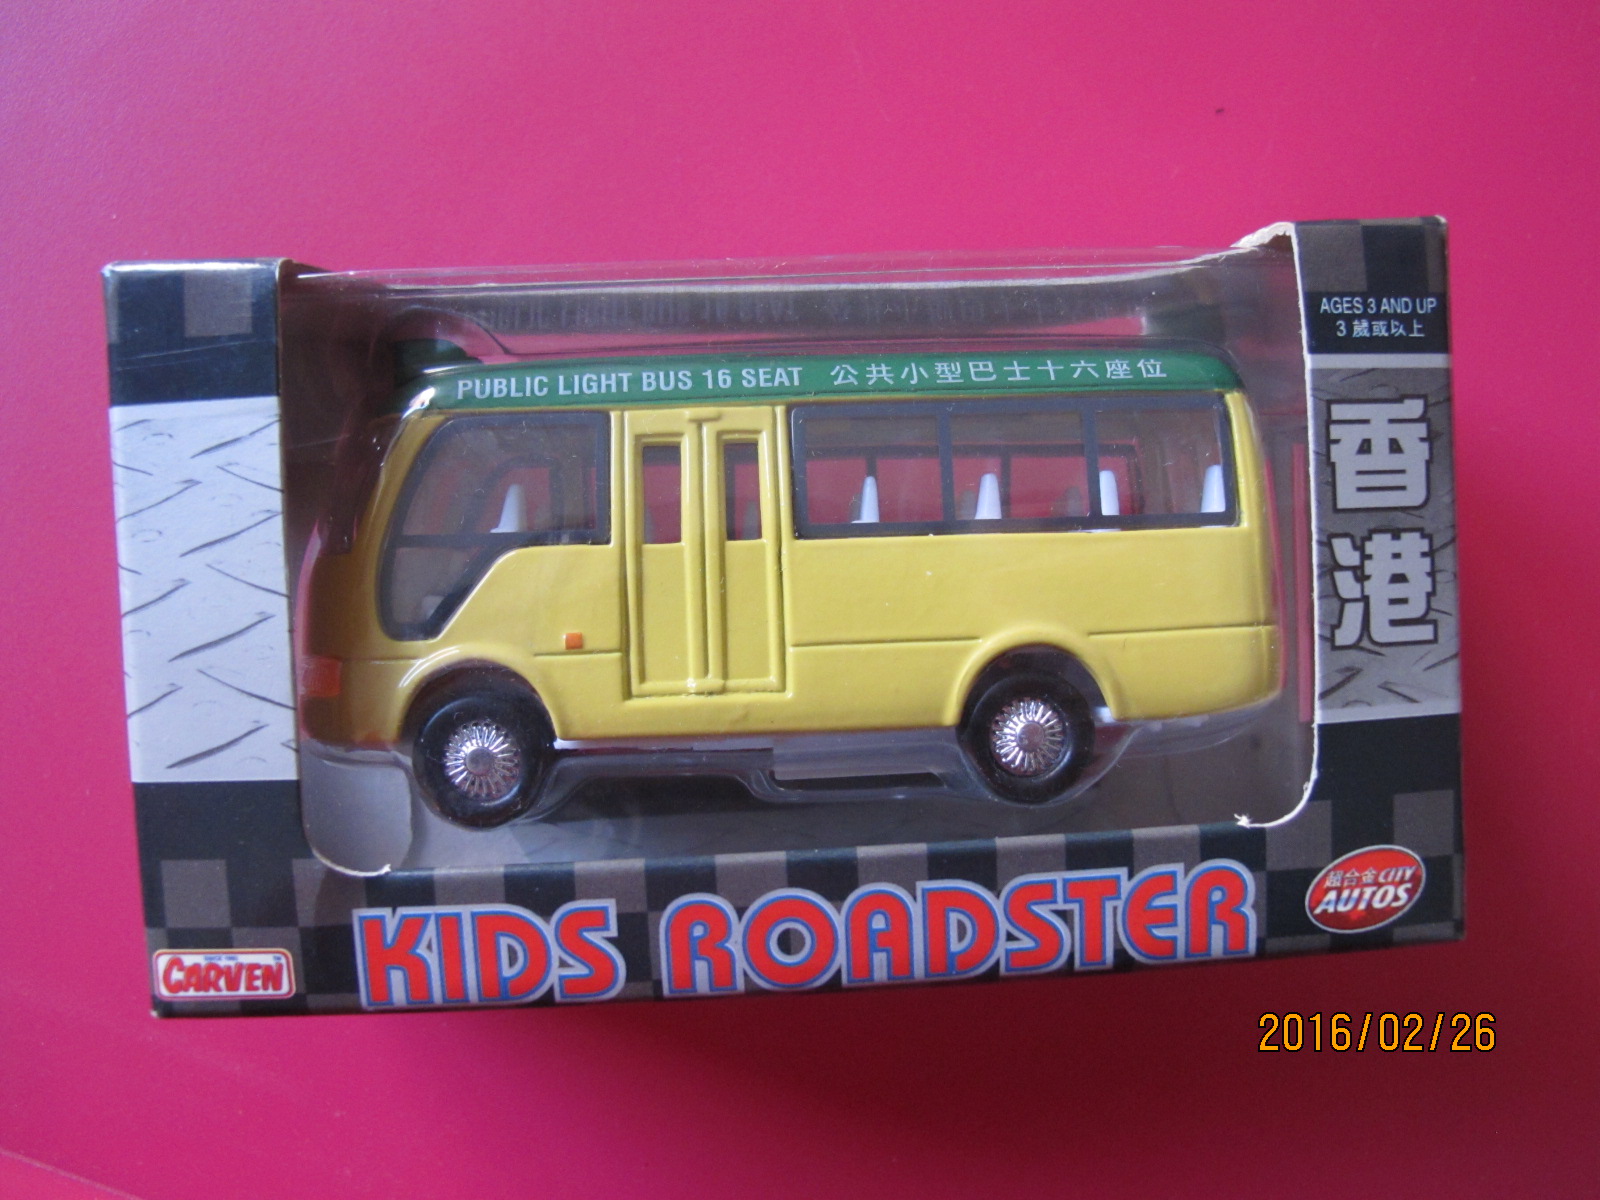 AGES 3 AND UP
3 歲或以上
PUBLIC LIGHT BUS 16 SEAT 公共小型巴士十六座位
香港
KIDS ROADSTER
超合金 CITY
AUTOS
CARVEN
2016/02/26